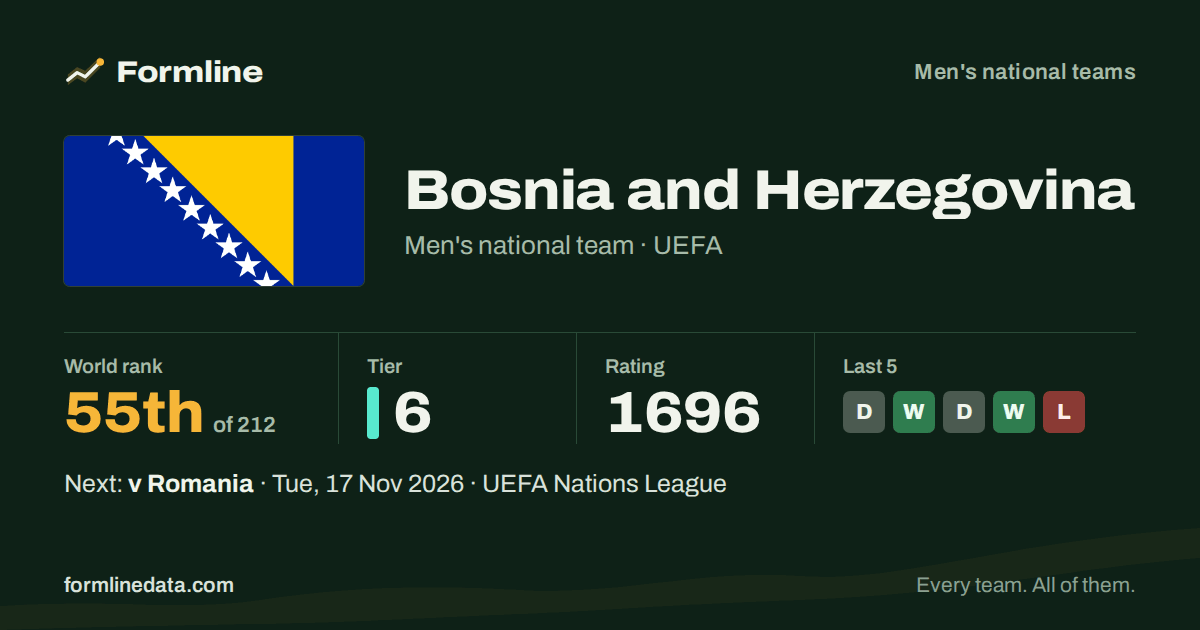 Formline
Men's national teams
Bosnia and Herzegovina
Men's national team · UEFA
World rank
55th of 212
Tier
6
Rating
1696
Last 5
D W D W L
Next: v Romania · Tue, 17 Nov 2026 · UEFA Nations League
formlinedata.com
Every team. All of them.